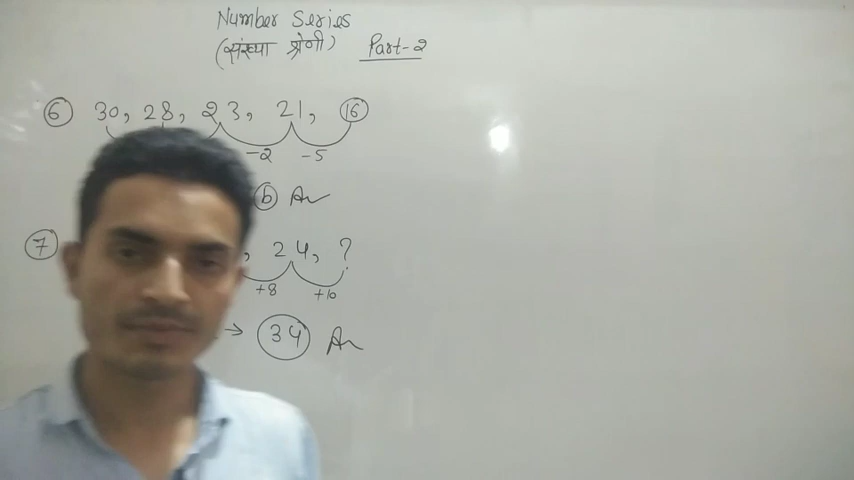 Number Series
(संख्या श्रेणी) Part-2
6 30, 28, 23, 21, 16
-2 -5
b An
7 , 24, ?
+8 +10
→ 34 An